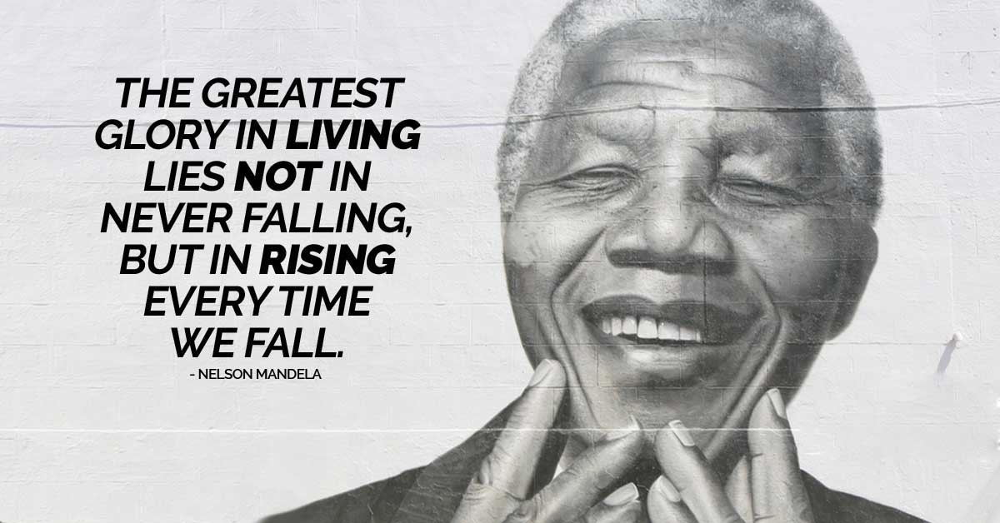 THE GREATEST
GLORY IN LIVING
LIES NOT IN
NEVER FALLING,
BUT IN RISING
EVERY TIME
WE FALL.
- NELSON MANDELA